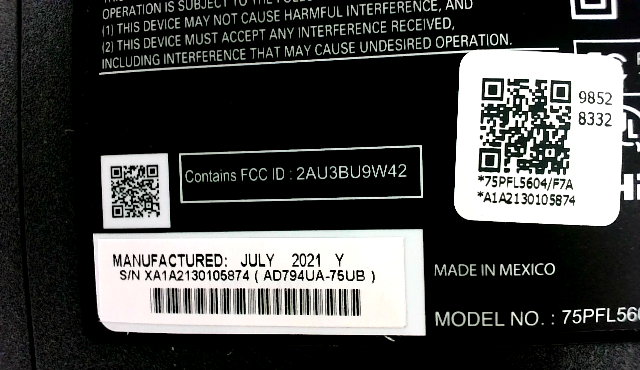 OPERATION IS SUBJECT TO THE
(1) THIS DEVICE MAY NOT CAUSE HARMFUL INTERFERENCE, AND
(2) THIS DEVICE MUST ACCEPT ANY INTERFERENCE RECEIVED,
INCLUDING INTERFERENCE THAT MAY CAUSE UNDESIRED OPERATION.
9852
8332
*75PFL5604/F7A
*A1A2130105874
Contains FCC ID : 2AU3BU9W42
MANUFACTURED: JULY 2021 Y
S/N XA1A2130105874 ( AD794UA-75UB )
MADE IN MEXICO
MODEL NO. : 75PFL560